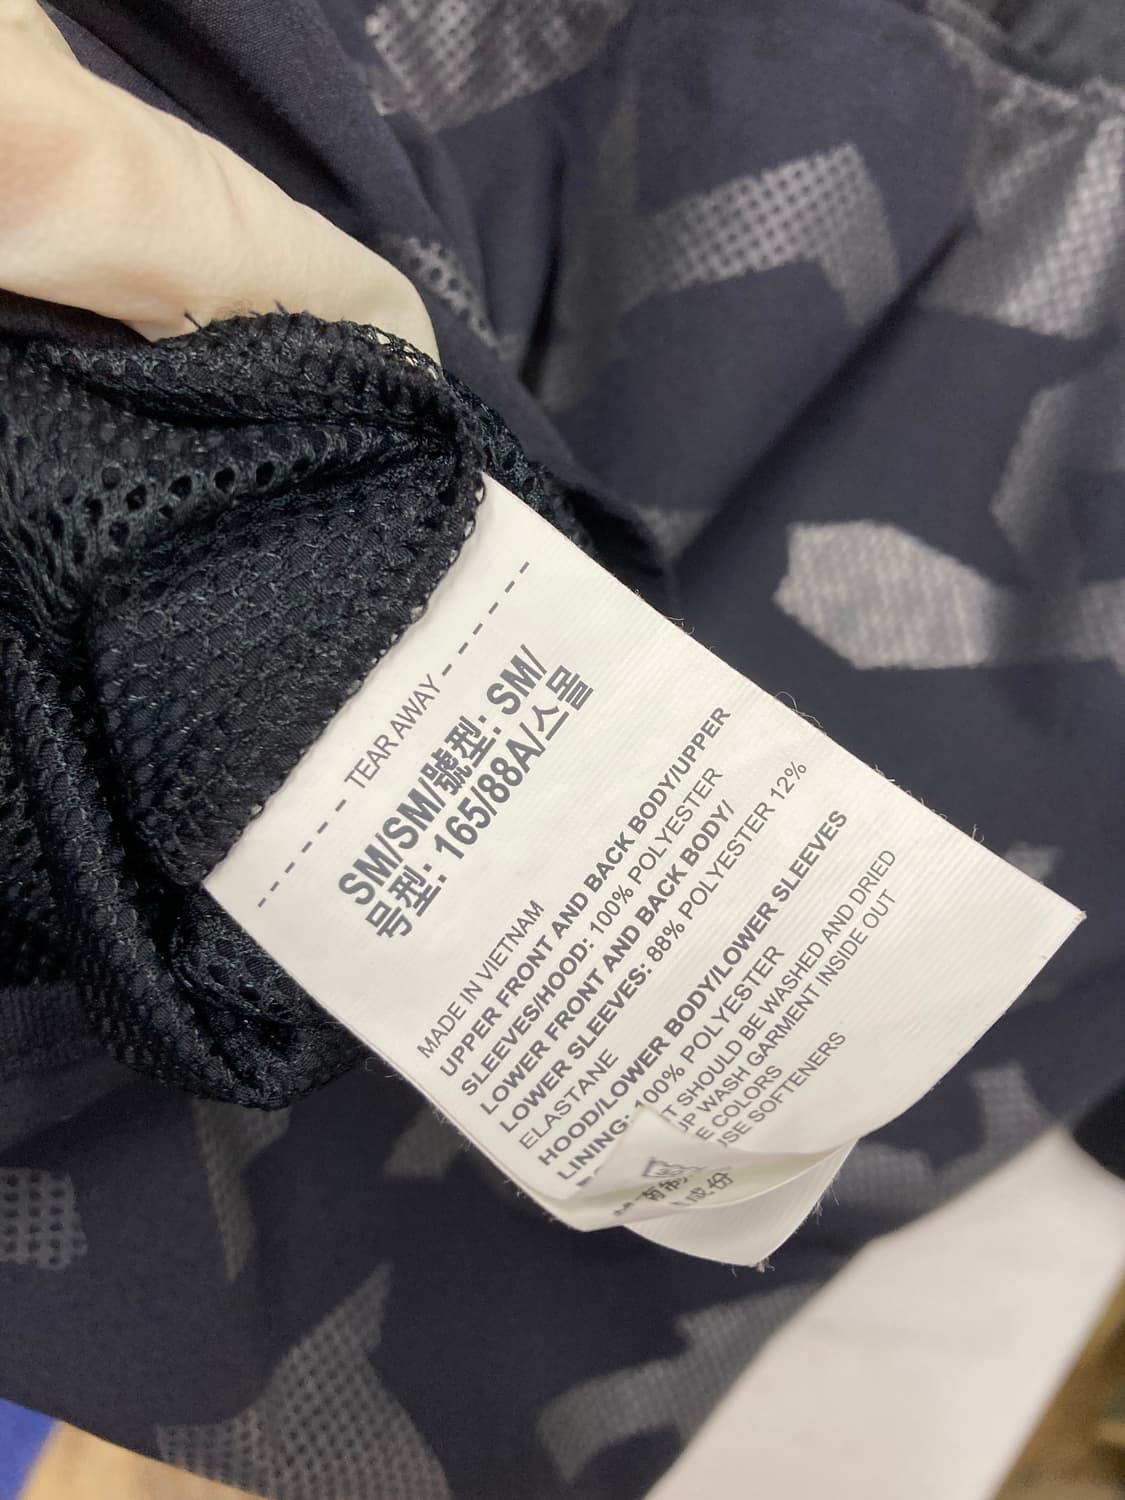 TEAR AWAY
SM/SM/號型: SM/
号型: 165/88A/스몰
MADE IN VIETNAM
UPPER FRONT AND BACK BODY/UPPER
SLEEVES/HOOD: 100% POLYESTER
LOWER FRONT AND BACK BODY/
LOWER SLEEVES: 88% POLYESTER 12%
ELASTANE
HOOD/LOWER BODY/LOWER SLEEVES
LINING: 100% POLYESTER
SHOULD BE WASHED AND DRIED
WASH GARMENT INSIDE OUT
COLORS
SOFTENERS
成份